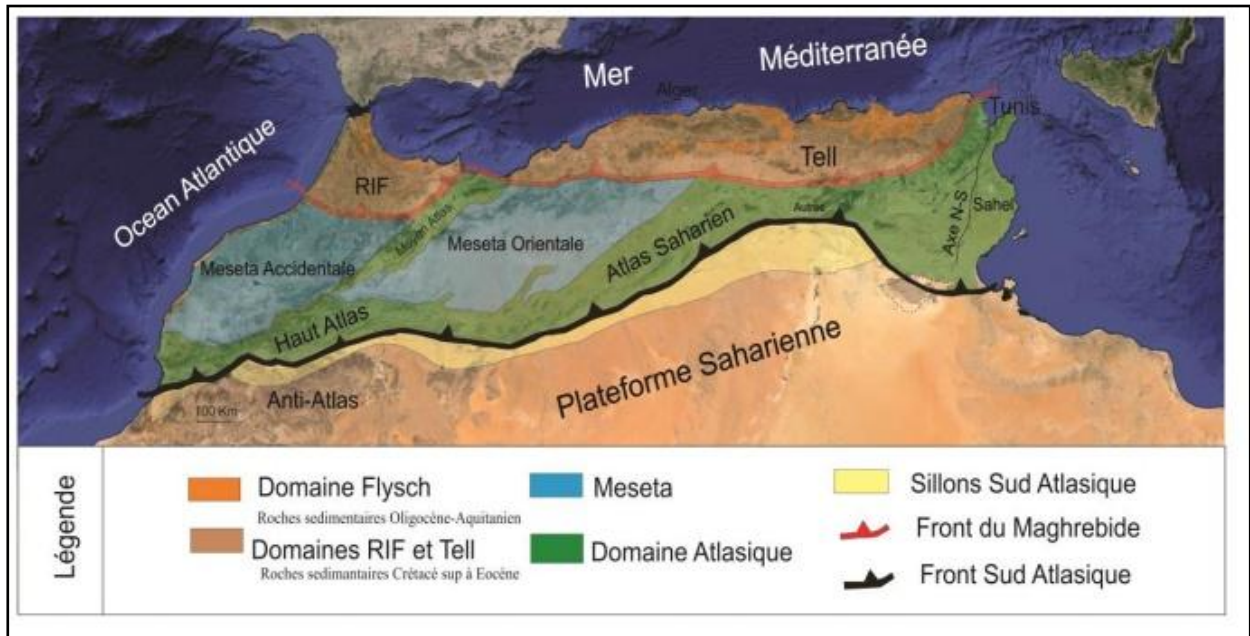 Mer
Méditerranée
Alger
Tunis
Ocean Atlantique
RIF
Tell
Moyen Atlas
Meseta Accidentale
Meseta Orientale
Atlas Saharien
Aurès
Axe N-S
Sahel
Haut Atlas
Anti-Atlas
100 Km
Plateforme Saharienne
Légende
Domaine Flysch
Roches sedimentaires Oligocène-Aquitanien
Domaines RIF et Tell
Roches sedimantaires Crétacé sup à Eocène
Meseta
Domaine Atlasique
Sillons Sud Atlasique
Front du Maghrebide
Front Sud Atlasique